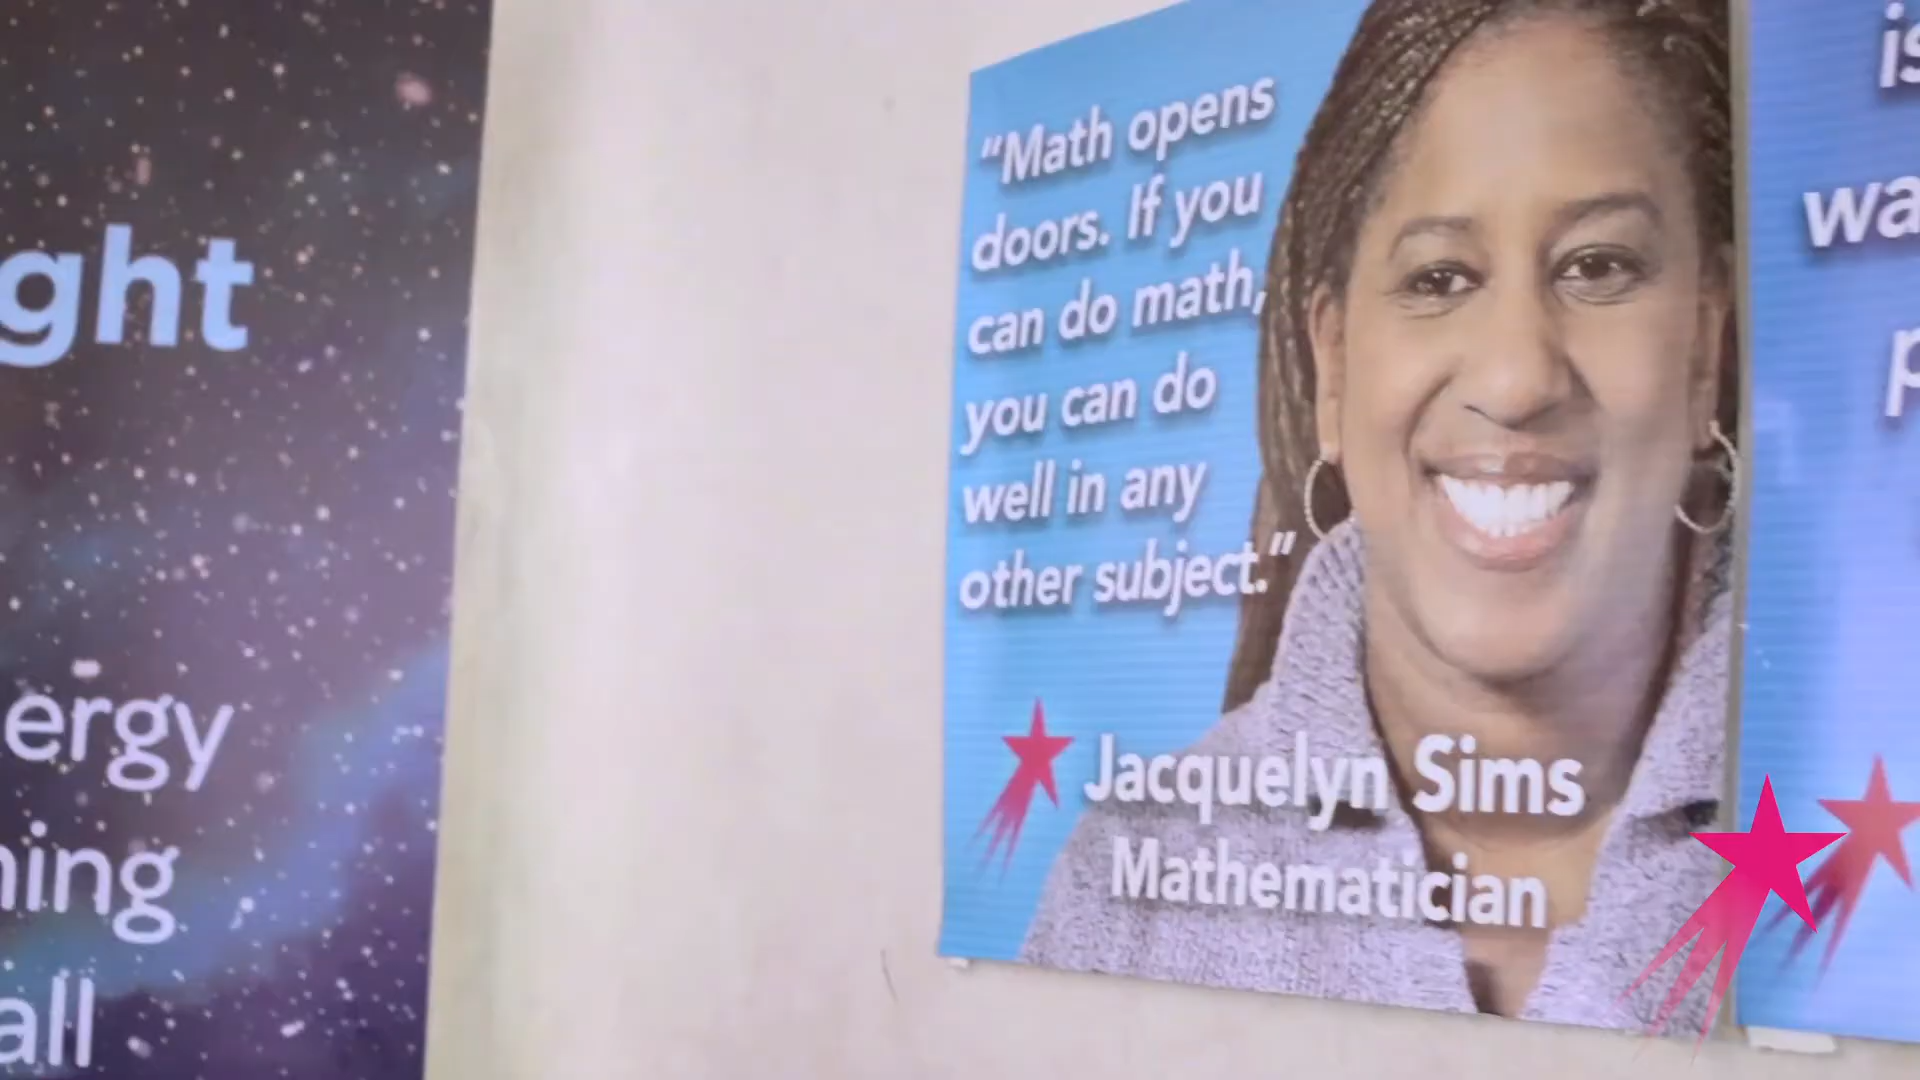 ght
ergy
ning
all
“Math opens
doors. If you
can do math,
you can do
well in any
other subject.”
Jacquelyn Sims
Mathematician
is
wa
p